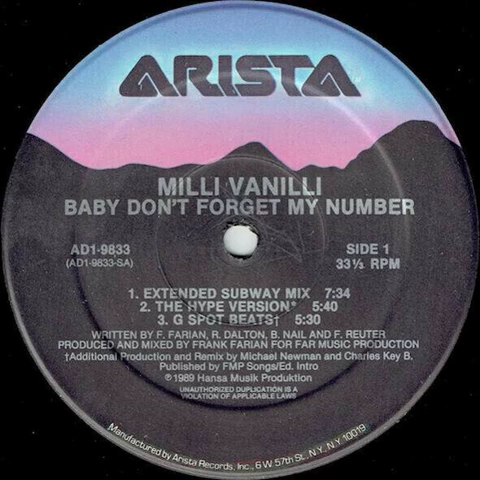 ARISTA
MILLI VANILLI
BABY DON'T FORGET MY NUMBER
AD1-9833
(AD1-9833-SA)
SIDE 1
33⅓ RPM
1. EXTENDED SUBWAY MIX 7:34
2. THE HYPE VERSION* 5:40
3. G SPOT BEATS† 5:30
WRITTEN BY F. FARIAN, R. DALTON, B. NAIL AND F. REUTER
PRODUCED AND MIXED BY FRANK FARIAN FOR FAR MUSIC PRODUCTION
†Additional Production and Remix by Michael Newman and Charles Key B.
Published by FMP Songs/Ed. Intro
℗1989 Hansa Musik Produktion
UNAUTHORIZED DUPLICATION IS A
VIOLATION OF APPLICABLE LAWS
Manufactured by Arista Records, Inc., 6 W 57th St., N.Y., N.Y. 10019